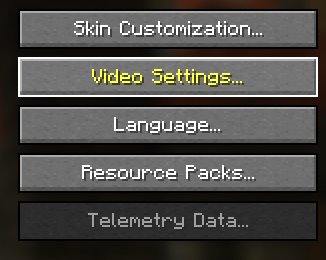 Skin Customization...
Video Settings...
Language...
Resource Packs...
Telemetry Data...